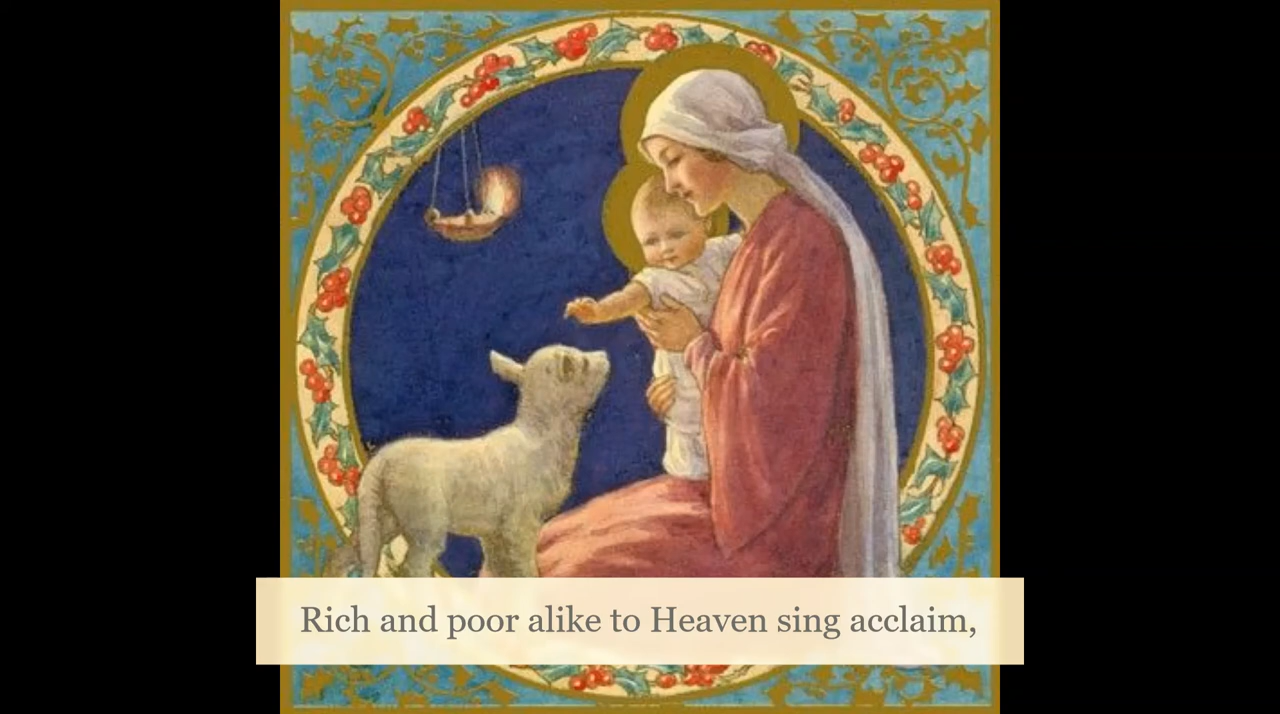 Rich and poor alike to Heaven sing acclaim,